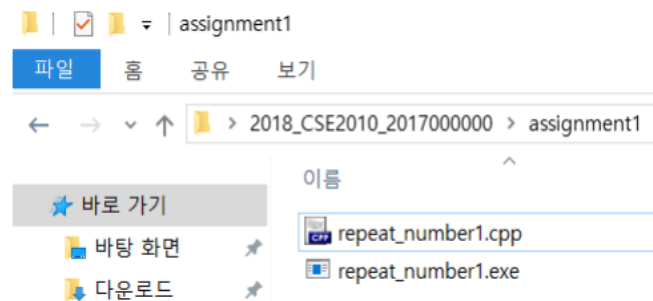 assignment1
파일 홈 공유 보기
2018_CSE2010_2017000000 > assignment1
이름
바로 가기
바탕 화면
다운로드
CPP repeat_number1.cpp
repeat_number1.exe